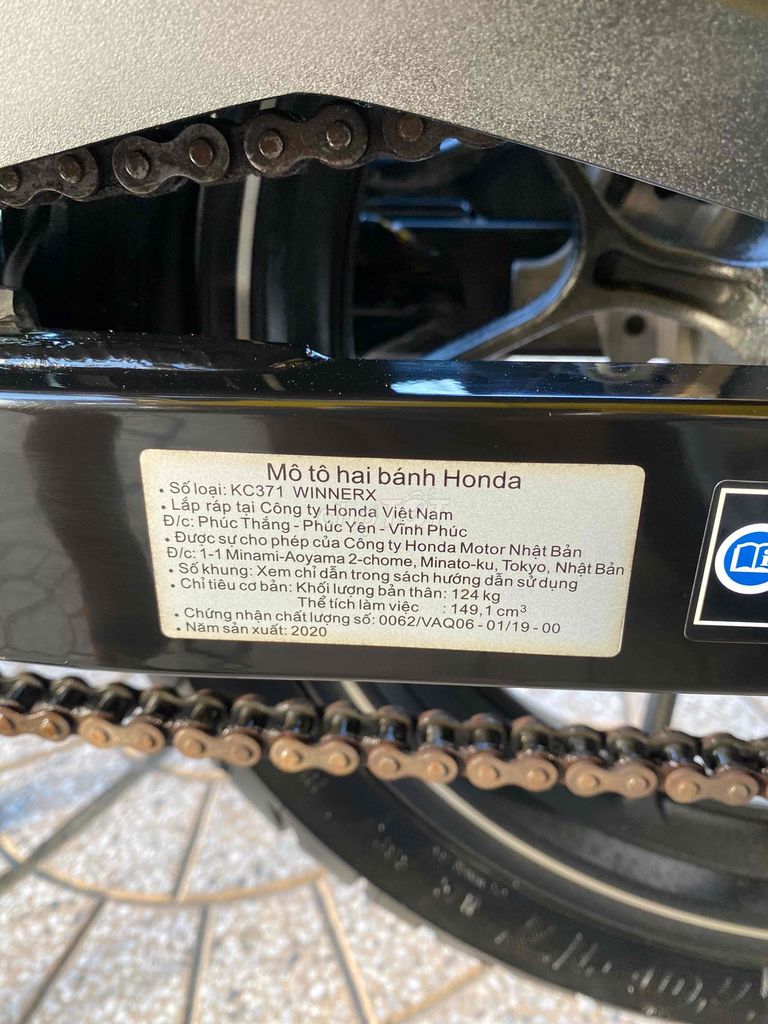 Mô tô hai bánh Honda
• Số loại: KC371 WINNERX
• Lắp ráp tại Công ty Honda Việt Nam
Đ/c: Phúc Thắng - Phúc Yên - Vĩnh Phúc
• Được sự cho phép của Công ty Honda Motor Nhật Bản
Đ/c: 1-1 Minami-Aoyama 2-chome, Minato-ku, Tokyo, Nhật Bản
• Số khung: Xem chỉ dẫn trong sách hướng dẫn sử dụng
• Chỉ tiêu cơ bản: Khối lượng bản thân: 124 kg
Thể tích làm việc : 149,1 cm³
• Chứng nhận chất lượng số: 0062/VAQ06 - 01/19 - 00
• Năm sản xuất: 2020